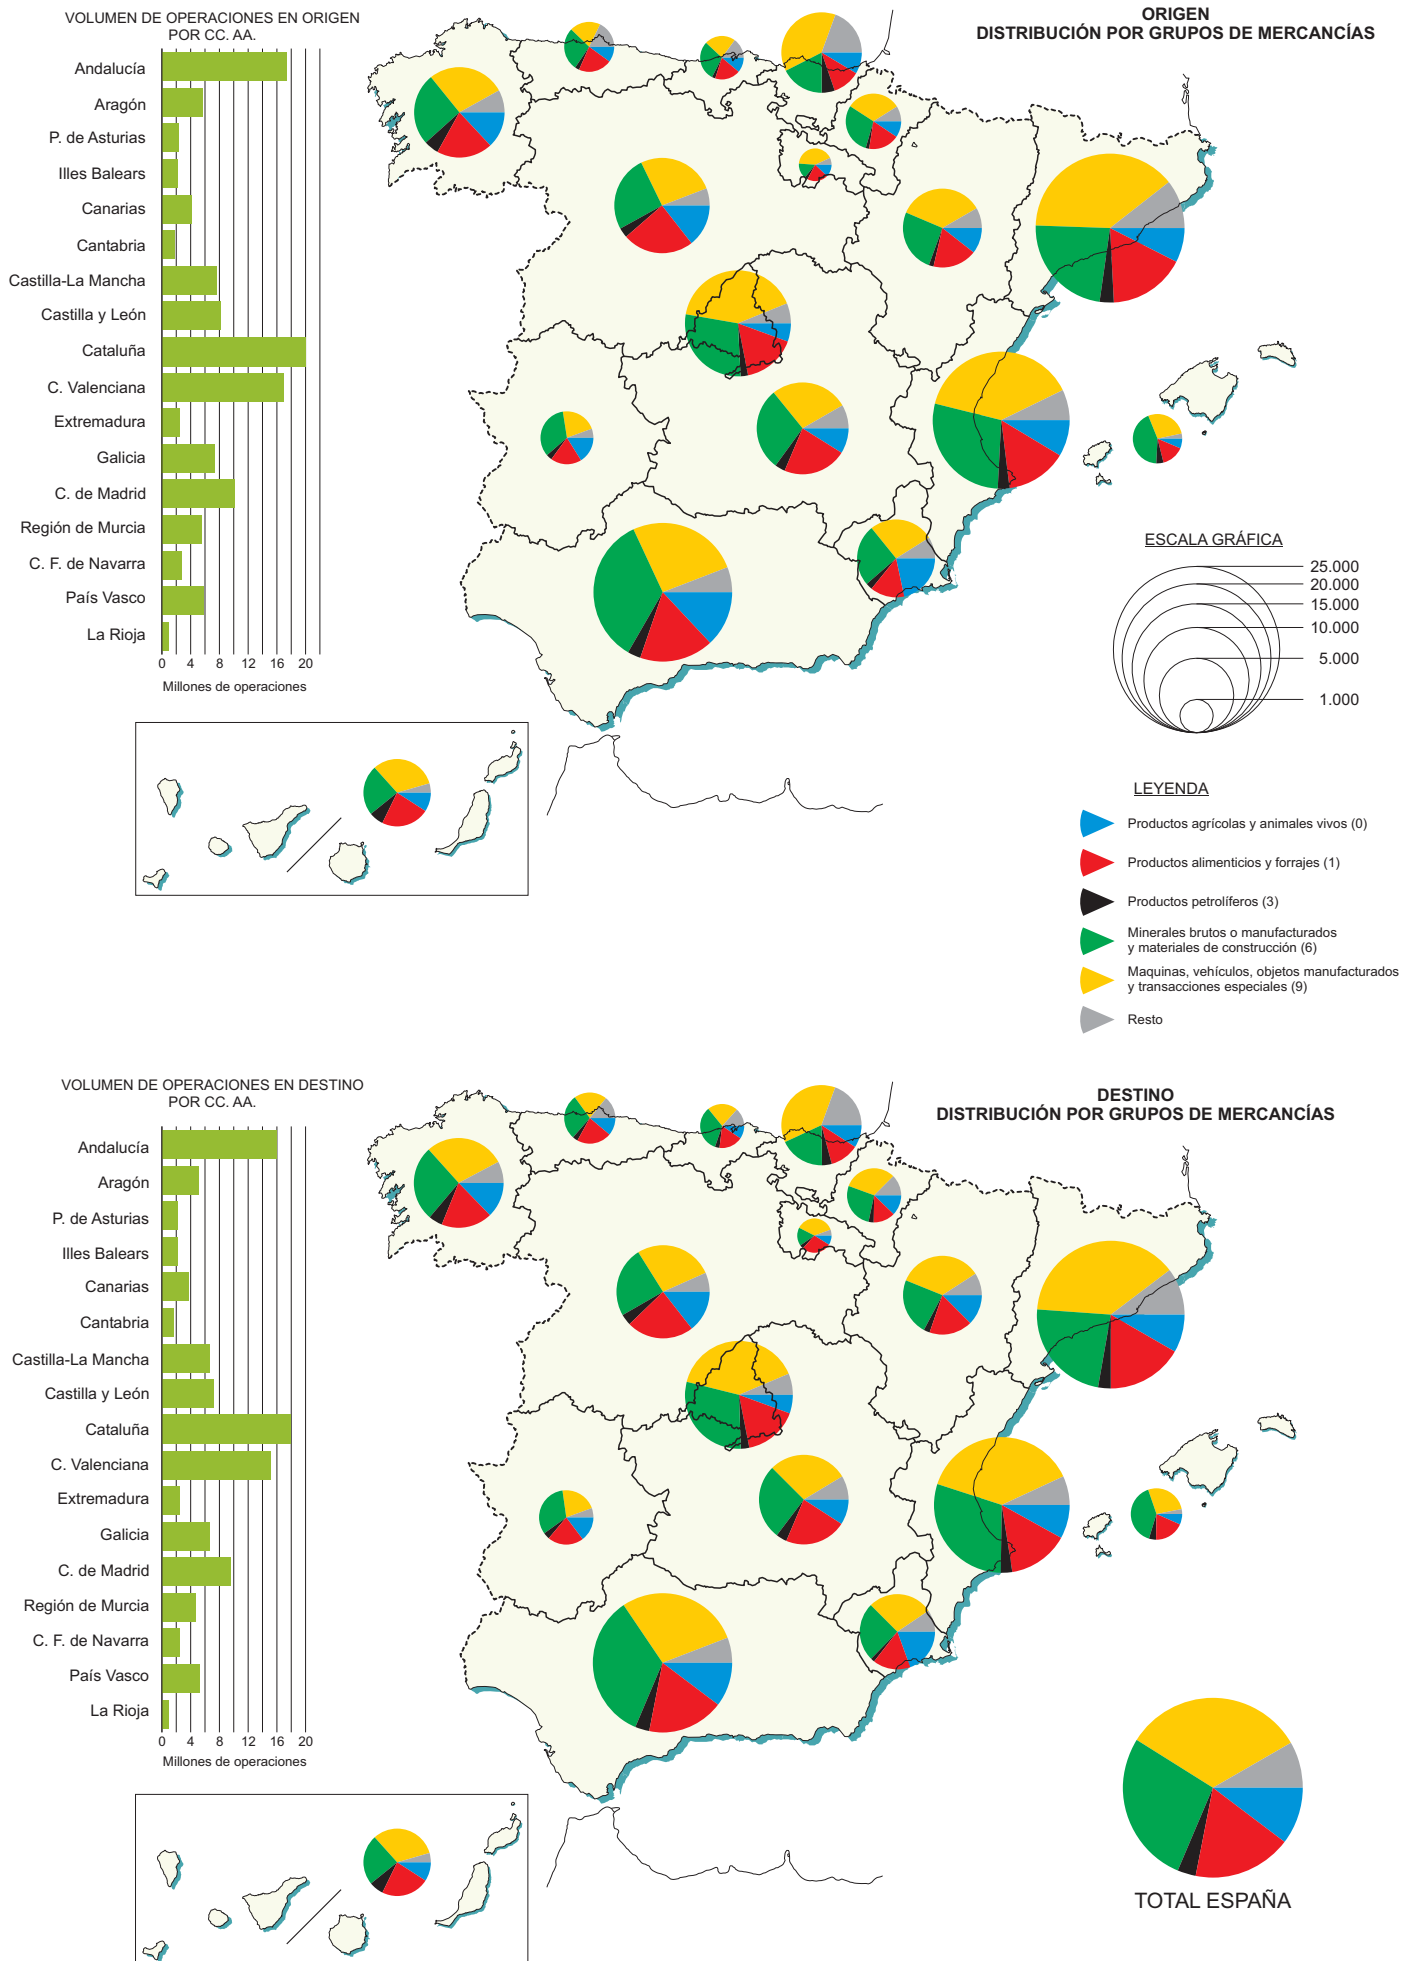 VOLUMEN DE OPERACIONES EN ORIGEN
POR CC. AA.
Andalucía
Aragón
P. de Asturias
Illes Balears
Canarias
Cantabria
Castilla-La Mancha
Castilla y León
Cataluña
C. Valenciana
Extremadura
Galicia
C. de Madrid
Región de Murcia
C. F. de Navarra
País Vasco
La Rioja
0 4 8 12 16 20
Millones de operaciones
ORIGEN
DISTRIBUCIÓN POR GRUPOS DE MERCANCÍAS
ESCALA GRÁFICA
25.000
20.000
15.000
10.000
5.000
1.000
LEYENDA
Productos agrícolas y animales vivos (0)
Productos alimenticios y forrajes (1)
Productos petrolíferos (3)
Minerales brutos o manufacturados
y materiales de construcción (6)
Maquinas, vehículos, objetos manufacturados
y transacciones especiales (9)
Resto
VOLUMEN DE OPERACIONES EN DESTINO
POR CC. AA.
Andalucía
Aragón
P. de Asturias
Illes Balears
Canarias
Cantabria
Castilla-La Mancha
Castilla y León
Cataluña
C. Valenciana
Extremadura
Galicia
C. de Madrid
Región de Murcia
C. F. de Navarra
País Vasco
La Rioja
0 4 8 12 16 20
Millones de operaciones
DESTINO
DISTRIBUCIÓN POR GRUPOS DE MERCANCÍAS
TOTAL ESPAÑA